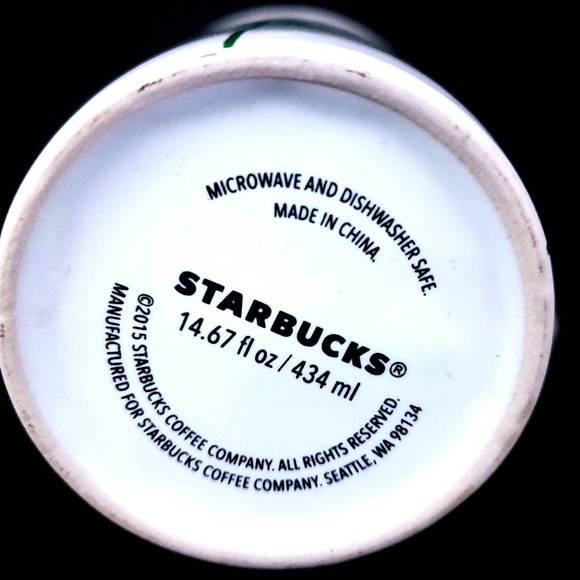 MICROWAVE AND DISHWASHER SAFE.
MADE IN CHINA.
STARBUCKS®
14.67 fl oz / 434 ml
©2015 STARBUCKS COFFEE COMPANY. ALL RIGHTS RESERVED.
MANUFACTURED FOR STARBUCKS COFFEE COMPANY. SEATTLE, WA 98134